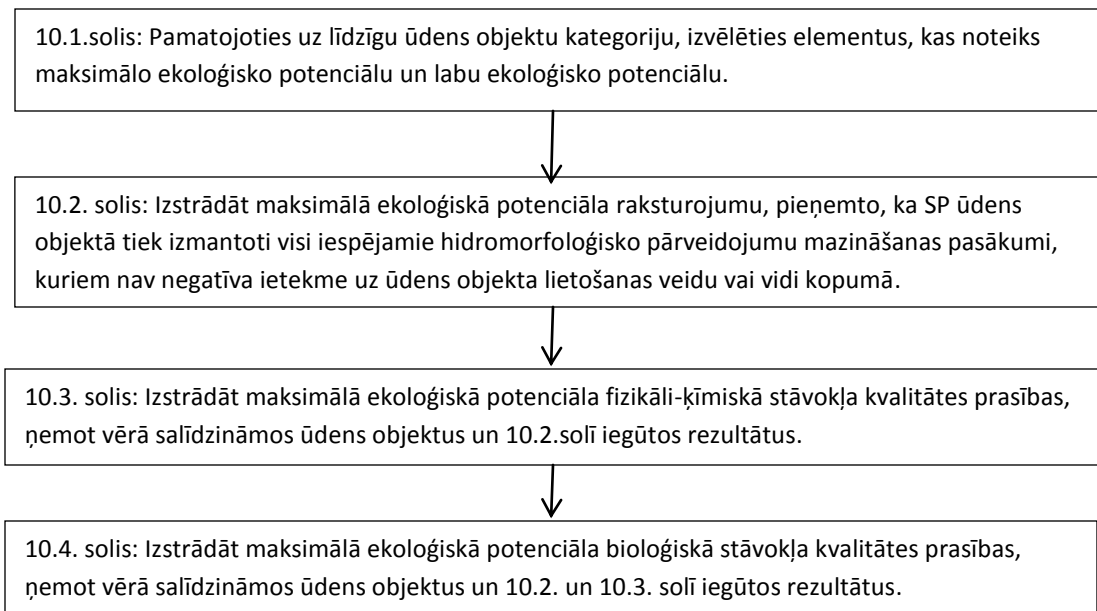 10.1.solis: Pamatojoties uz līdzīgu ūdens objektu kategoriju, izvēlēties elementus, kas noteiks
maksimālo ekoloģisko potenciālu un labu ekoloģisko potenciālu.
10.2. solis: Izstrādāt maksimālā ekoloģiskā potenciāla raksturojumu, pieņemto, ka SP ūdens
objektā tiek izmantoti visi iespējamie hidromorfoloģisko pārveidojumu mazināšanas pasākumi,
kuriem nav negatīva ietekme uz ūdens objekta lietošanas veidu vai vidi kopumā.
10.3. solis: Izstrādāt maksimālā ekoloģiskā potenciāla fizikāli-ķīmiskā stāvokļa kvalitātes prasības,
ņemot vērā salīdzināmos ūdens objektus un 10.2.solī iegūtos rezultātus.
10.4. solis: Izstrādāt maksimālā ekoloģiskā potenciāla bioloģiskā stāvokļa kvalitātes prasības,
ņemot vērā salīdzināmos ūdens objektus un 10.2. un 10.3. solī iegūtos rezultātus.